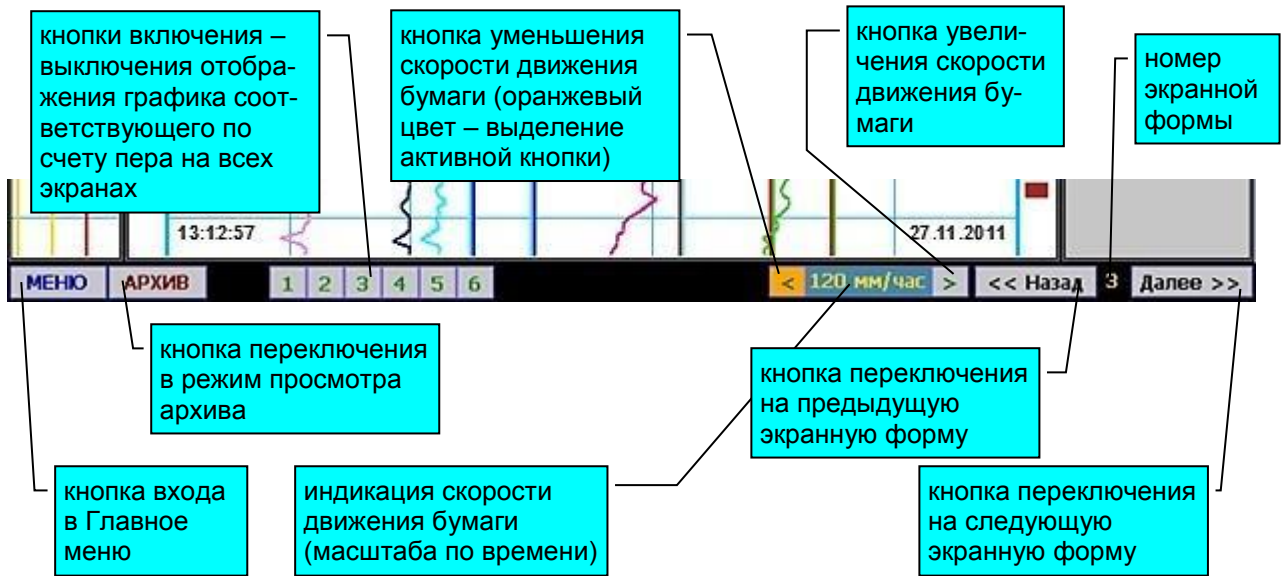 кнопки включения –
выключения отобра-
жения графика соот-
ветствующего по
счету пера на всех
экранах
кнопка уменьшения
скорости движения
бумаги (оранжевый
цвет – выделение
активной кнопки)
кнопка увели-
чения скорости
движения бу-
маги
номер
экранной
формы
13:12:57
27.11.2011
МЕНЮ АРХИВ 1 2 3 4 5 6 < 120 мм/час > << Назад 3 Далее >>
кнопка переключения
в режим просмотра
архива
кнопка переключения
на предыдущую
экранную форму
кнопка входа
в Главное
меню
индикация скорости
движения бумаги
(масштаба по времени)
кнопка переключения
на следующую
экранную форму